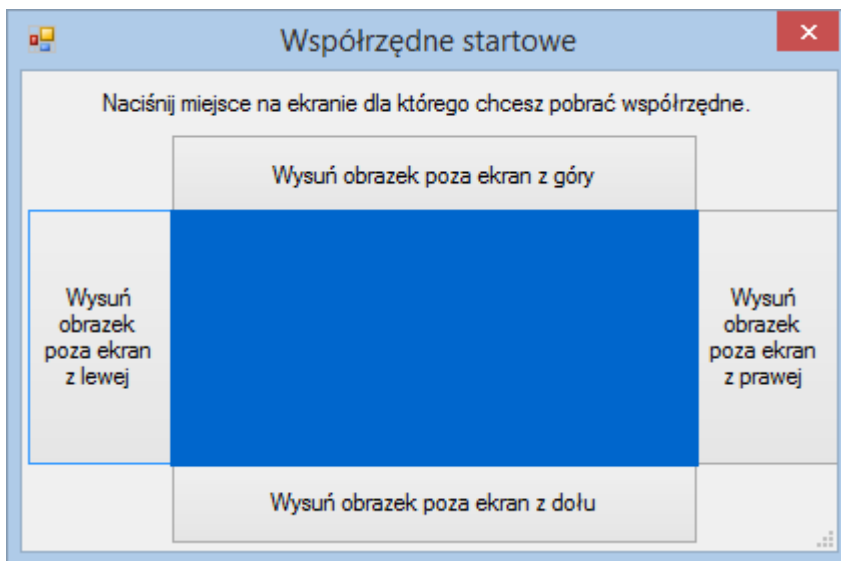 Współrzędne startowe
Naciśnij miejsce na ekranie dla którego chcesz pobrać współrzędne.
Wysuń obrazek poza ekran z góry
Wysuń
obrazek
poza ekran
z lewej
Wysuń
obrazek
poza ekran
z prawej
Wysuń obrazek poza ekran z dołu